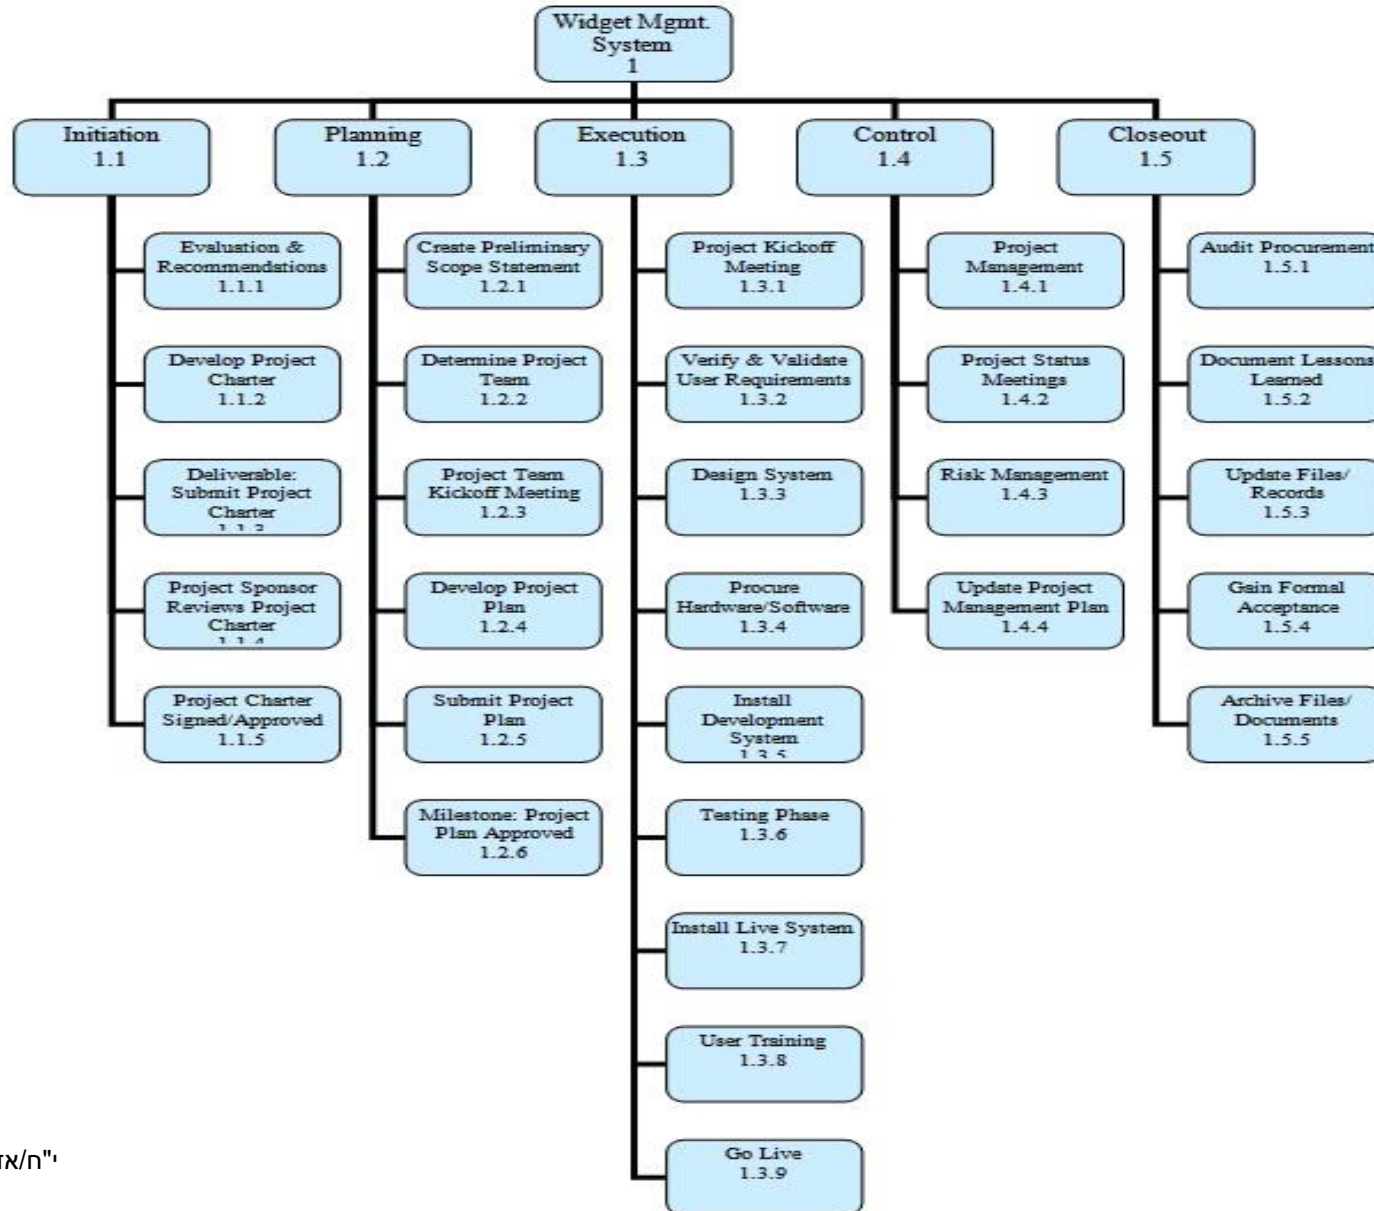 Widget Mgmt.
System
1
Initiation
1.1
Evaluation &
Recommendations
1.1.1
Develop Project
Charter
1.1.2
Deliverable:
Submit Project
Charter
1.1.3
Project Sponsor
Reviews Project
Charter
1.1.4
Project Charter
Signed/Approved
1.1.5
Planning
1.2
Create Preliminary
Scope Statement
1.2.1
Determine Project
Team
1.2.2
Project Team
Kickoff Meeting
1.2.3
Develop Project
Plan
1.2.4
Submit Project
Plan
1.2.5
Milestone: Project
Plan Approved
1.2.6
Execution
1.3
Project Kickoff
Meeting
1.3.1
Verify & Validate
User Requirements
1.3.2
Design System
1.3.3
Procure
Hardware/Software
1.3.4
Install
Development
System
1.3.5
Testing Phase
1.3.6
Install Live System
1.3.7
User Training
1.3.8
Go Live
1.3.9
Control
1.4
Project
Management
1.4.1
Project Status
Meetings
1.4.2
Risk Management
1.4.3
Update Project
Management Plan
1.4.4
Closeout
1.5
Audit Procurement
1.5.1
Document Lessons
Learned
1.5.2
Update Files/
Records
1.5.3
Gain Formal
Acceptance
1.5.4
Archive Files/
Documents
1.5.5
י"ח/